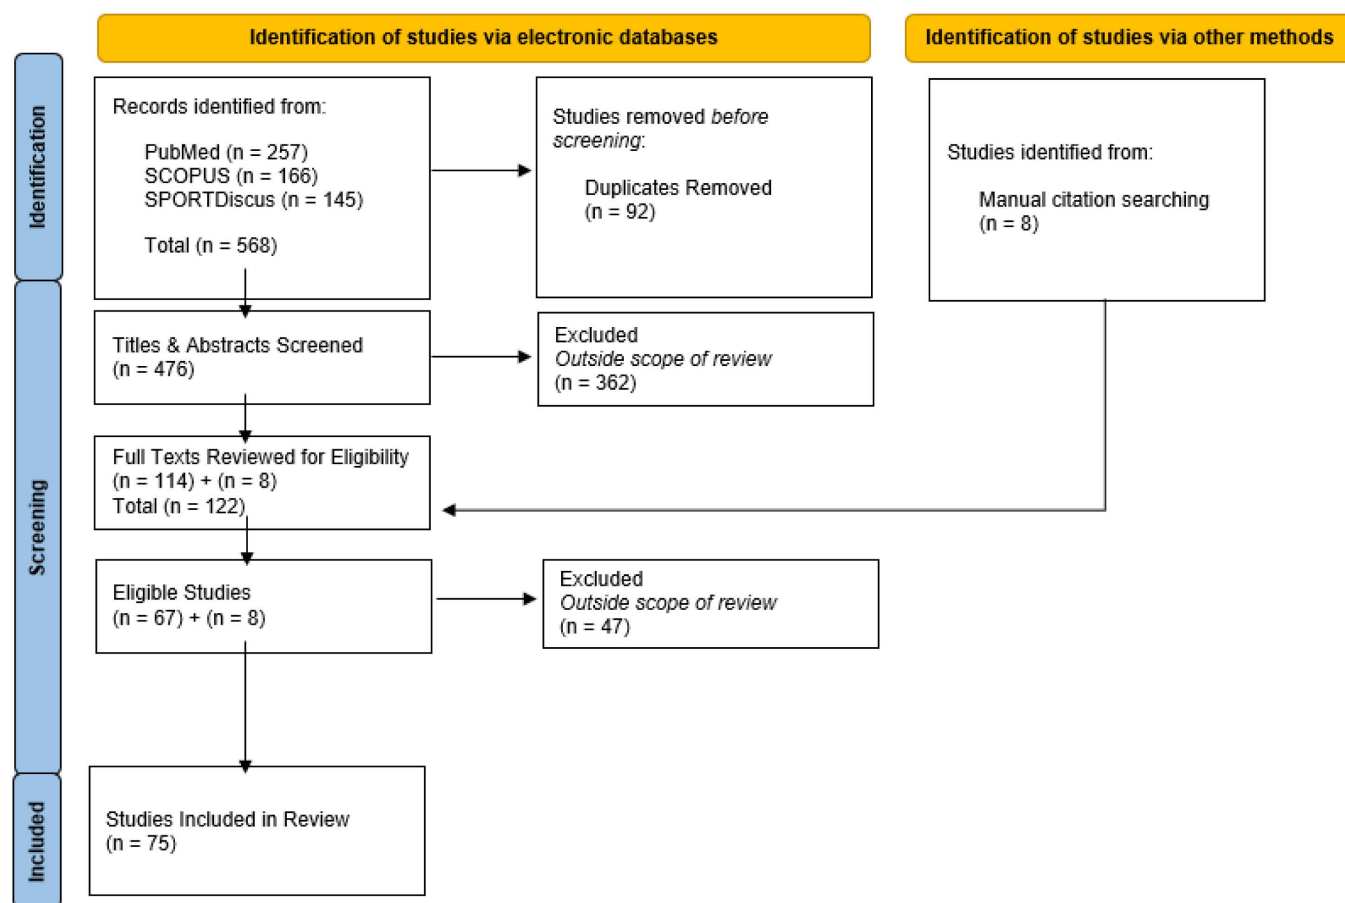 Identification of studies via electronic databases
Identification of studies via other methods
Identification
Records identified from:
PubMed (n = 257)
SCOPUS (n = 166)
SPORTDiscus (n = 145)
Total (n = 568)
Studies removed before
screening:
Duplicates Removed
(n = 92)
Studies identified from:
Manual citation searching
(n = 8)
Screening
Titles & Abstracts Screened
(n = 476)
Excluded
Outside scope of review
(n = 362)
Full Texts Reviewed for Eligibility
(n = 114) + (n = 8)
Total (n = 122)
Eligible Studies
(n = 67) + (n = 8)
Excluded
Outside scope of review
(n = 47)
Included
Studies Included in Review
(n = 75)